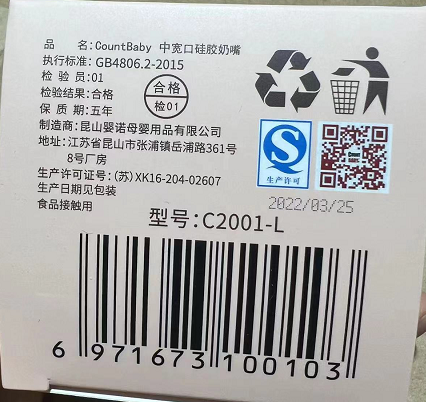 品 名:CountBaby 中宽口硅胶奶嘴
执行标准: GB4806.2-2015
检 验 员:01
检验结果:合格
保 质 期:五年
合格
检01
制造商:昆山婴诺母婴用品有限公司
地址:江苏省昆山市张浦镇岳浦路361号
8号厂房
生产许可证号:(苏)XK16-204-02607
生产日期见包装
食品接触用
生产许可
2022/03/25
型号:C2001-L
6 971673 100103